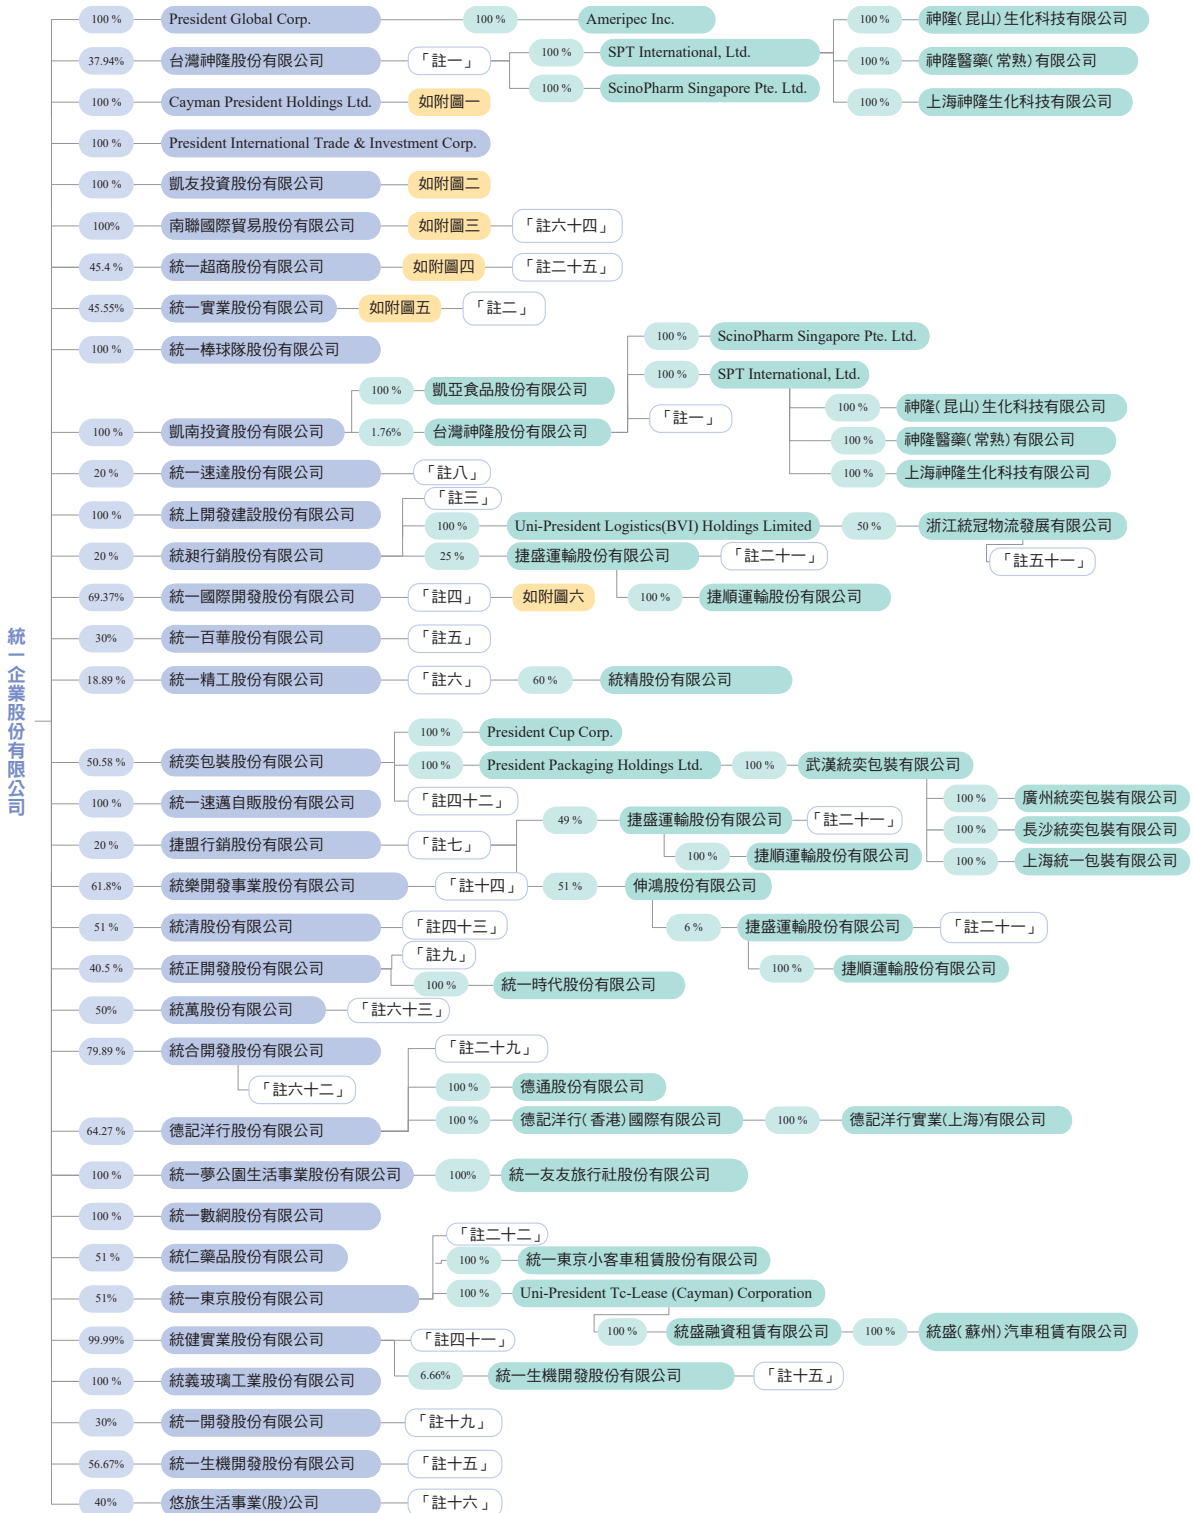 統一企業股份有限公司
100 % President Global Corp. 100 % Ameripec Inc.
37.94% 台灣神隆股份有限公司 「註一」 100 % SPT International, Ltd. 100 % 神隆(昆山)生化科技有限公司
100 % 神隆醫藥(常熟)有限公司
100 % 上海神隆生化科技有限公司
100 % ScinoPharm Singapore Pte. Ltd.
100 % Cayman President Holdings Ltd. 如附圖一
100 % President International Trade & Investment Corp.
100 % 凱友投資股份有限公司 如附圖二
100% 南聯國際貿易股份有限公司 如附圖三 「註六十四」
45.4 % 統一超商股份有限公司 如附圖四 「註二十五」
45.55% 統一實業股份有限公司 如附圖五 「註二」
100 % 統一棒球隊股份有限公司
100 % 凱南投資股份有限公司 100 % 凱亞食品股份有限公司
1.76% 台灣神隆股份有限公司 100 % ScinoPharm Singapore Pte. Ltd.
100 % SPT International, Ltd.
「註一」
100 % 神隆(昆山)生化科技有限公司
100 % 神隆醫藥(常熟)有限公司
100 % 上海神隆生化科技有限公司
20 % 統一速達股份有限公司 「註八」
100 % 統上開發建設股份有限公司
20 % 統昶行銷股份有限公司 「註三」
100 % Uni-President Logistics(BVI) Holdings Limited 50 % 浙江統冠物流發展有限公司
「註五十一」
25 % 捷盛運輸股份有限公司 「註二十一」
100 % 捷順運輸股份有限公司
69.37% 統一國際開發股份有限公司 「註四」 如附圖六
30% 統一百華股份有限公司 「註五」
18.89 % 統一精工股份有限公司 「註六」 60 % 統精股份有限公司
50.58 % 統奕包裝股份有限公司 100 % President Cup Corp.
100 % President Packaging Holdings Ltd. 100 % 武漢統奕包裝有限公司
「註四十二」
100 % 廣州統奕包裝有限公司
100 % 長沙統奕包裝有限公司
100 % 上海統一包裝有限公司
100 % 統一速邁自販股份有限公司
20 % 捷盟行銷股份有限公司 「註七」 49 % 捷盛運輸股份有限公司 「註二十一」
100 % 捷順運輸股份有限公司
61.8% 統樂開發事業股份有限公司 「註十四」 51 % 伸鴻股份有限公司
6 % 捷盛運輸股份有限公司 「註二十一」
100 % 捷順運輸股份有限公司
51 % 統清股份有限公司 「註四十三」
40.5 % 統正開發股份有限公司 「註九」
100 % 統一時代股份有限公司
50% 統萬股份有限公司 「註六十三」
79.89 % 統合開發股份有限公司
「註六十二」
64.27 % 德記洋行股份有限公司 「註二十九」
100 % 德通股份有限公司
100 % 德記洋行(香港)國際有限公司 100 % 德記洋行實業(上海)有限公司
100 % 統一夢公園生活事業股份有限公司 100% 統一友友旅行社股份有限公司
100 % 統一數網股份有限公司
51 % 統仁藥品股份有限公司
51% 統一東京股份有限公司 「註二十二」
100 % 統一東京小客車租賃股份有限公司
100 % Uni-President Tc-Lease (Cayman) Corporation
100 % 統盛融資租賃有限公司 100 % 統盛(蘇州)汽車租賃有限公司
99.99% 統健實業股份有限公司 「註四十一」
6.66% 統一生機開發股份有限公司 「註十五」
100 % 統義玻璃工業股份有限公司
30% 統一開發股份有限公司 「註十九」
56.67% 統一生機開發股份有限公司 「註十五」
40% 悠旅生活事業(股)公司 「註十六」